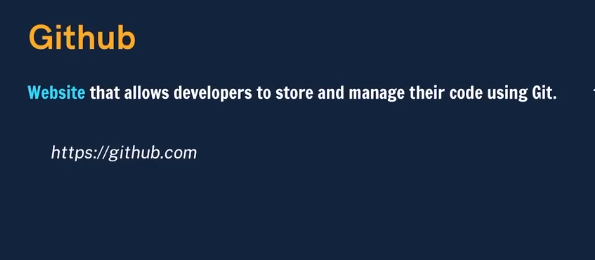 Github
Website that allows developers to store and manage their code using Git.
https://github.com